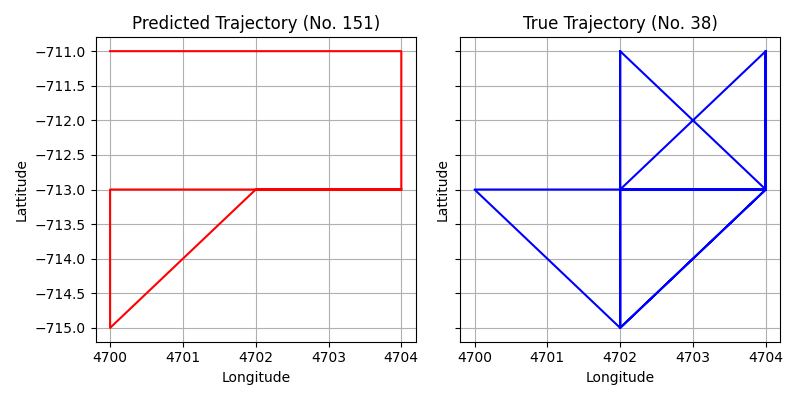 Predicted Trajectory (No. 151)
True Trajectory (No. 38)
−711.0
−711.5
−712.0
−712.5
−713.0
−713.5
−714.0
−714.5
−715.0
Lattitude
Lattitude
4700 4701 4702 4703 4704
4700 4701 4702 4703 4704
Longitude
Longitude